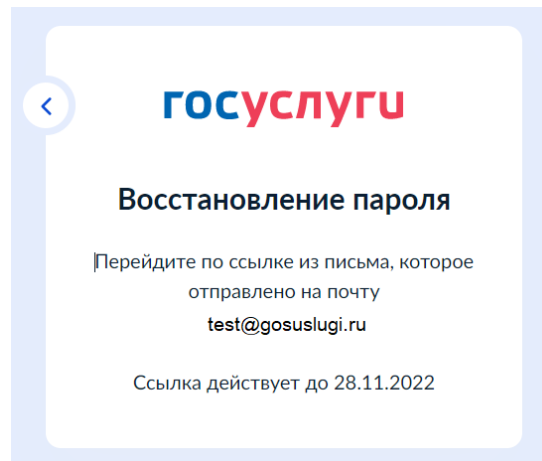 госуслуги
Восстановление пароля
Перейдите по ссылке из письма, которое
отправлено на почту
test@gosuslugi.ru
Ссылка действует до 28.11.2022